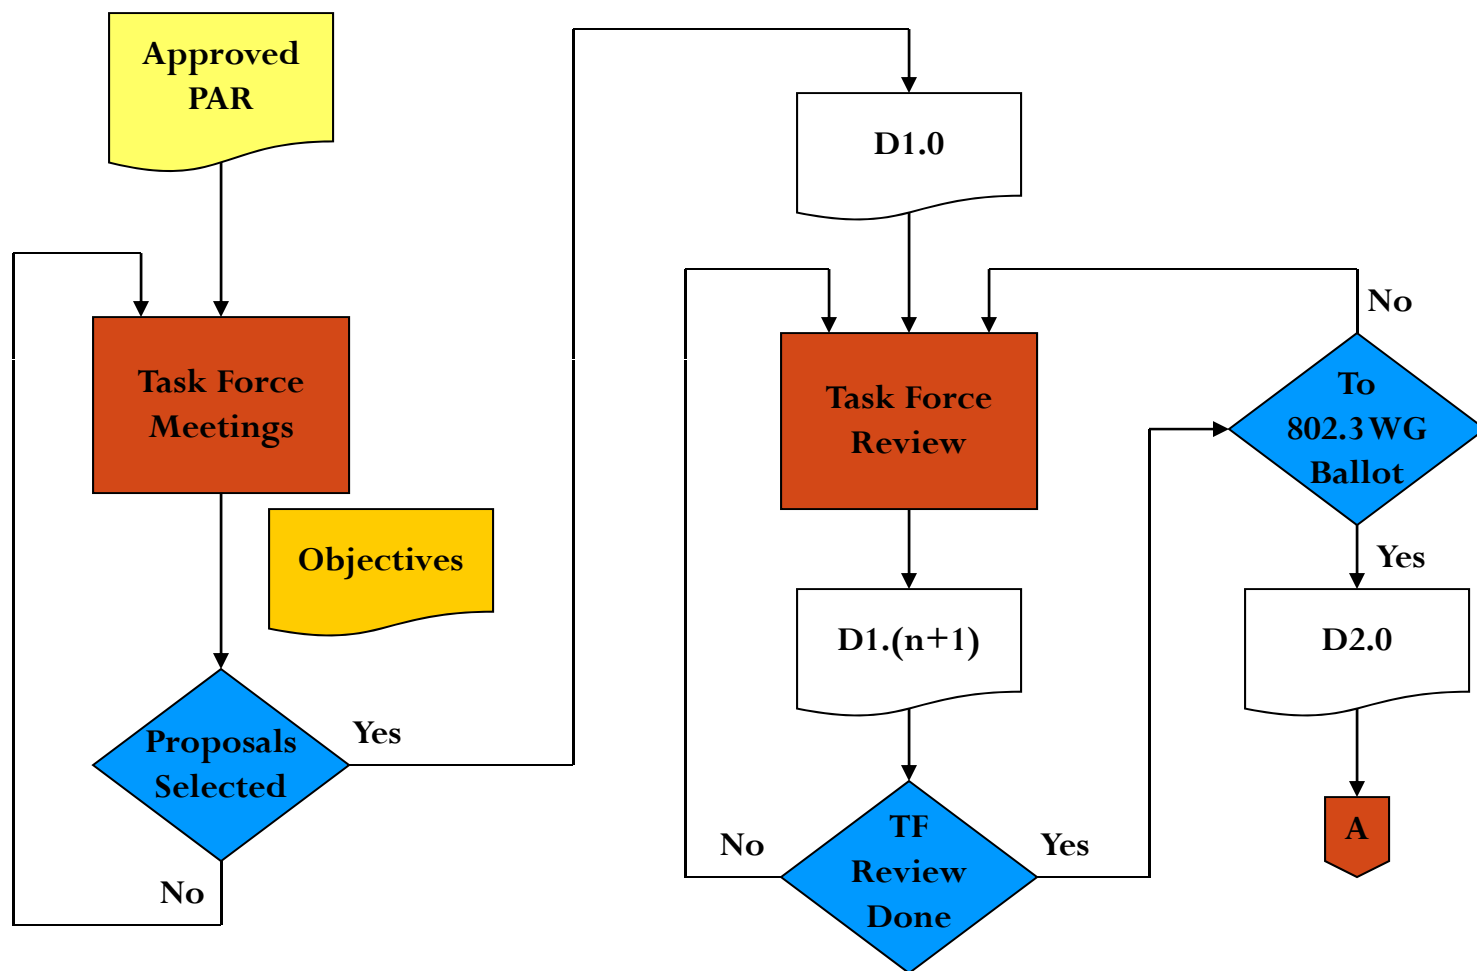 Approved
PAR
Task Force
Meetings
Objectives
Proposals
Selected
Yes
No
D1.0
Task Force
Review
D1.(n+1)
TF
Review
Done
No
Yes
To
802.3 WG
Ballot
No
Yes
D2.0
A